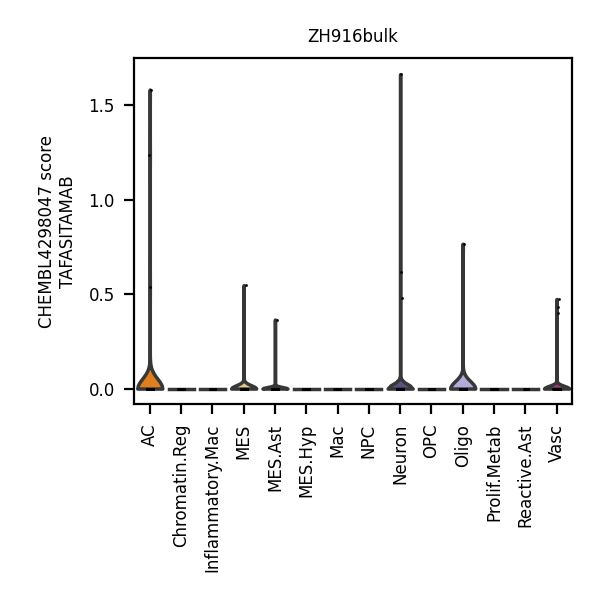 ZH916bulk
CHEMBL4298047 score
TAFASITAMAB
1.5
1.0
0.5
0.0
AC
Chromatin.Reg
Inflammatory.Mac
MES
MES.Ast
MES.Hyp
Mac
NPC
Neuron
OPC
Oligo
Prolif.Metab
Reactive.Ast
Vasc